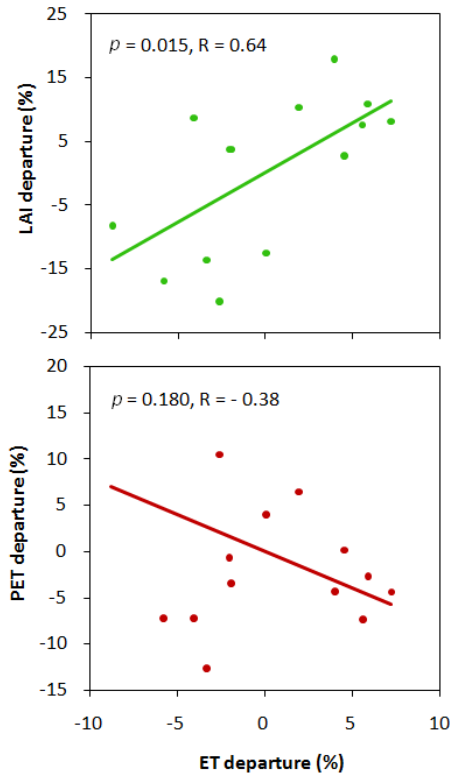 25
p = 0.015, R = 0.64
15
5
-5
-15
-25
LAI departure (%)
20
p = 0.180, R = - 0.38
15
10
5
0
-5
-10
-15
PET departure (%)
-10 -5 0 5 10
ET departure (%)